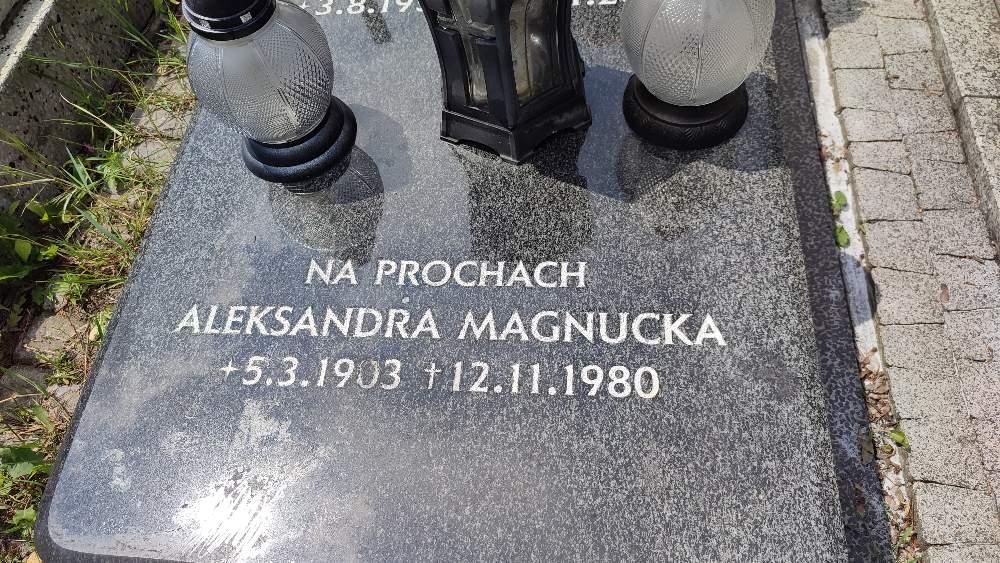 NA PROCHACH
ALEKSANDRA MAGNUCKA
+5.3.1903 †12.11.1980